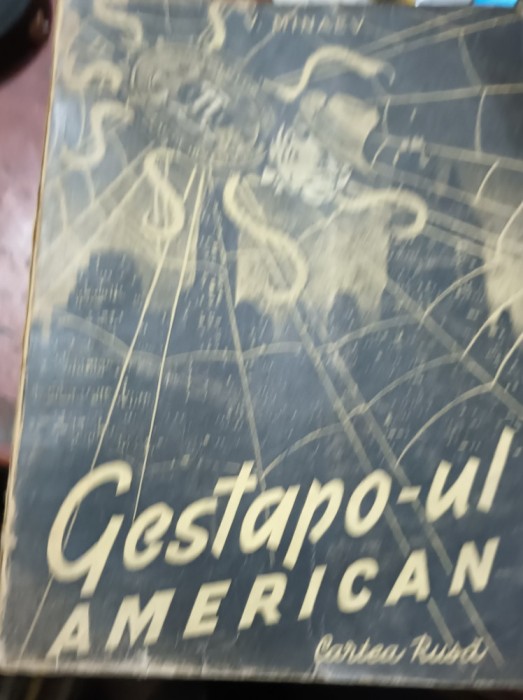 V. MINAEV
Gestapo-ul
AMERICAN
Cartea Rusă